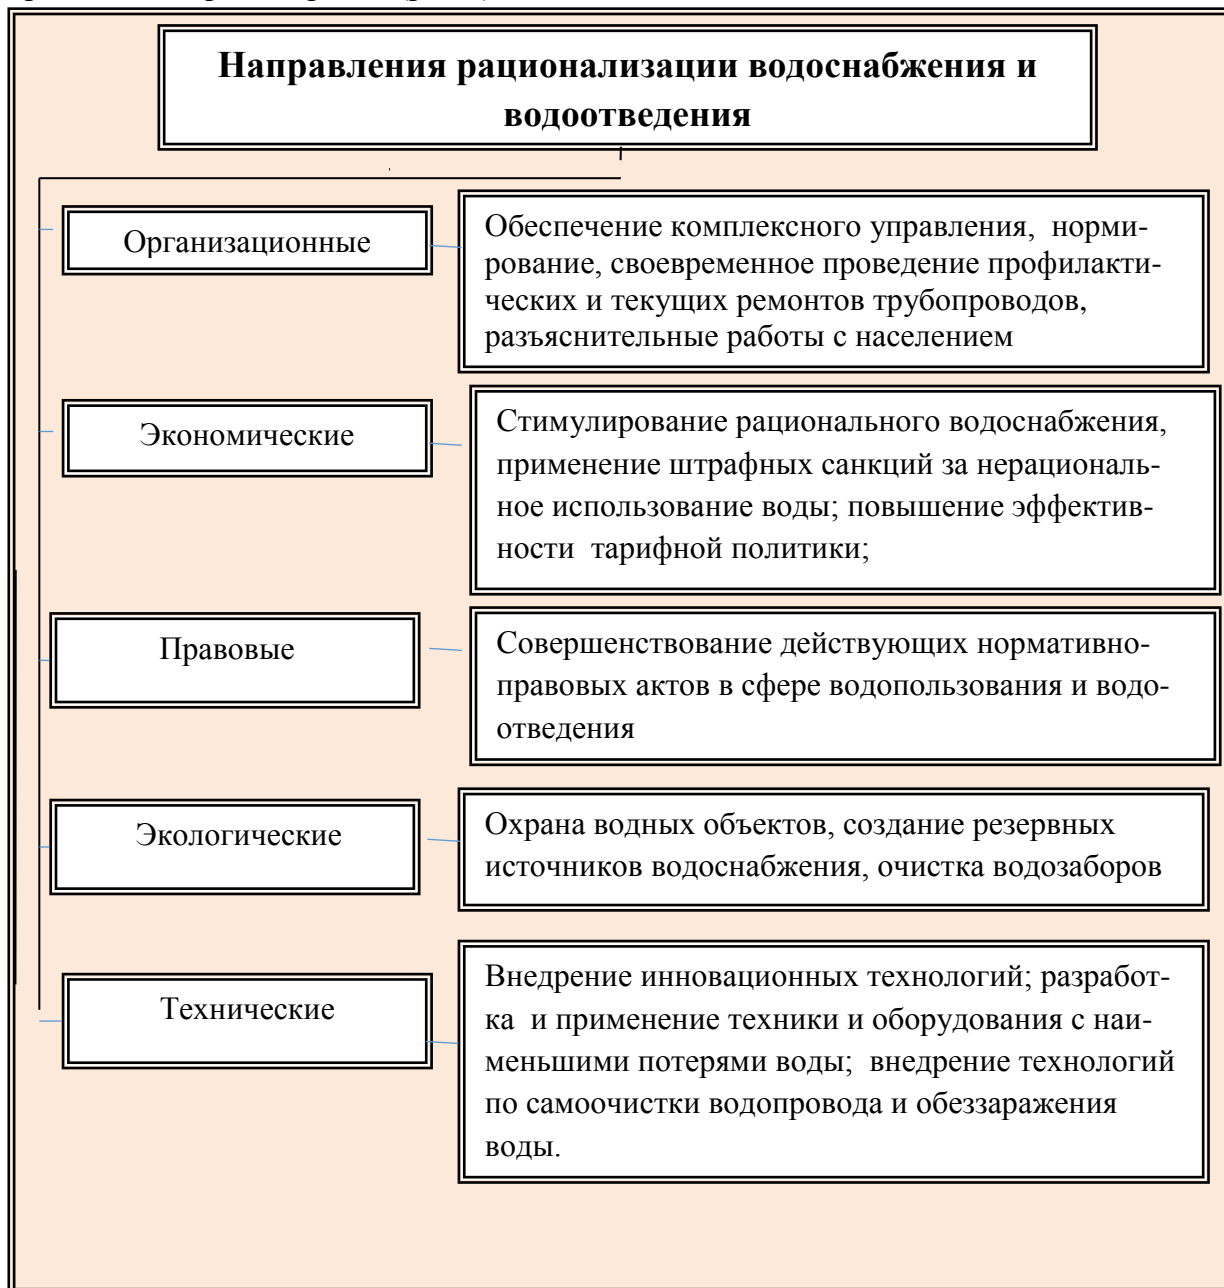 Направления рационализации водоснабжения и
водоотведения
Организационные
Обеспечение комплексного управления, норми-
рование, своевременное проведение профилакти-
ческих и текущих ремонтов трубопроводов,
разъяснительные работы с населением
Экономические
Стимулирование рационального водоснабжения,
применение штрафных санкций за нерациональ-
ное использование воды; повышение эффектив-
ности тарифной политики;
Правовые
Совершенствование действующих нормативно-
правовых актов в сфере водопользования и водо-
отведения
Экологические
Охрана водных объектов, создание резервных
источников водоснабжения, очистка водозаборов
Технические
Внедрение инновационных технологий; разработ-
ка и применение техники и оборудования с наи-
меньшими потерями воды; внедрение технологий
по самоочистки водопровода и обеззаражения
воды.